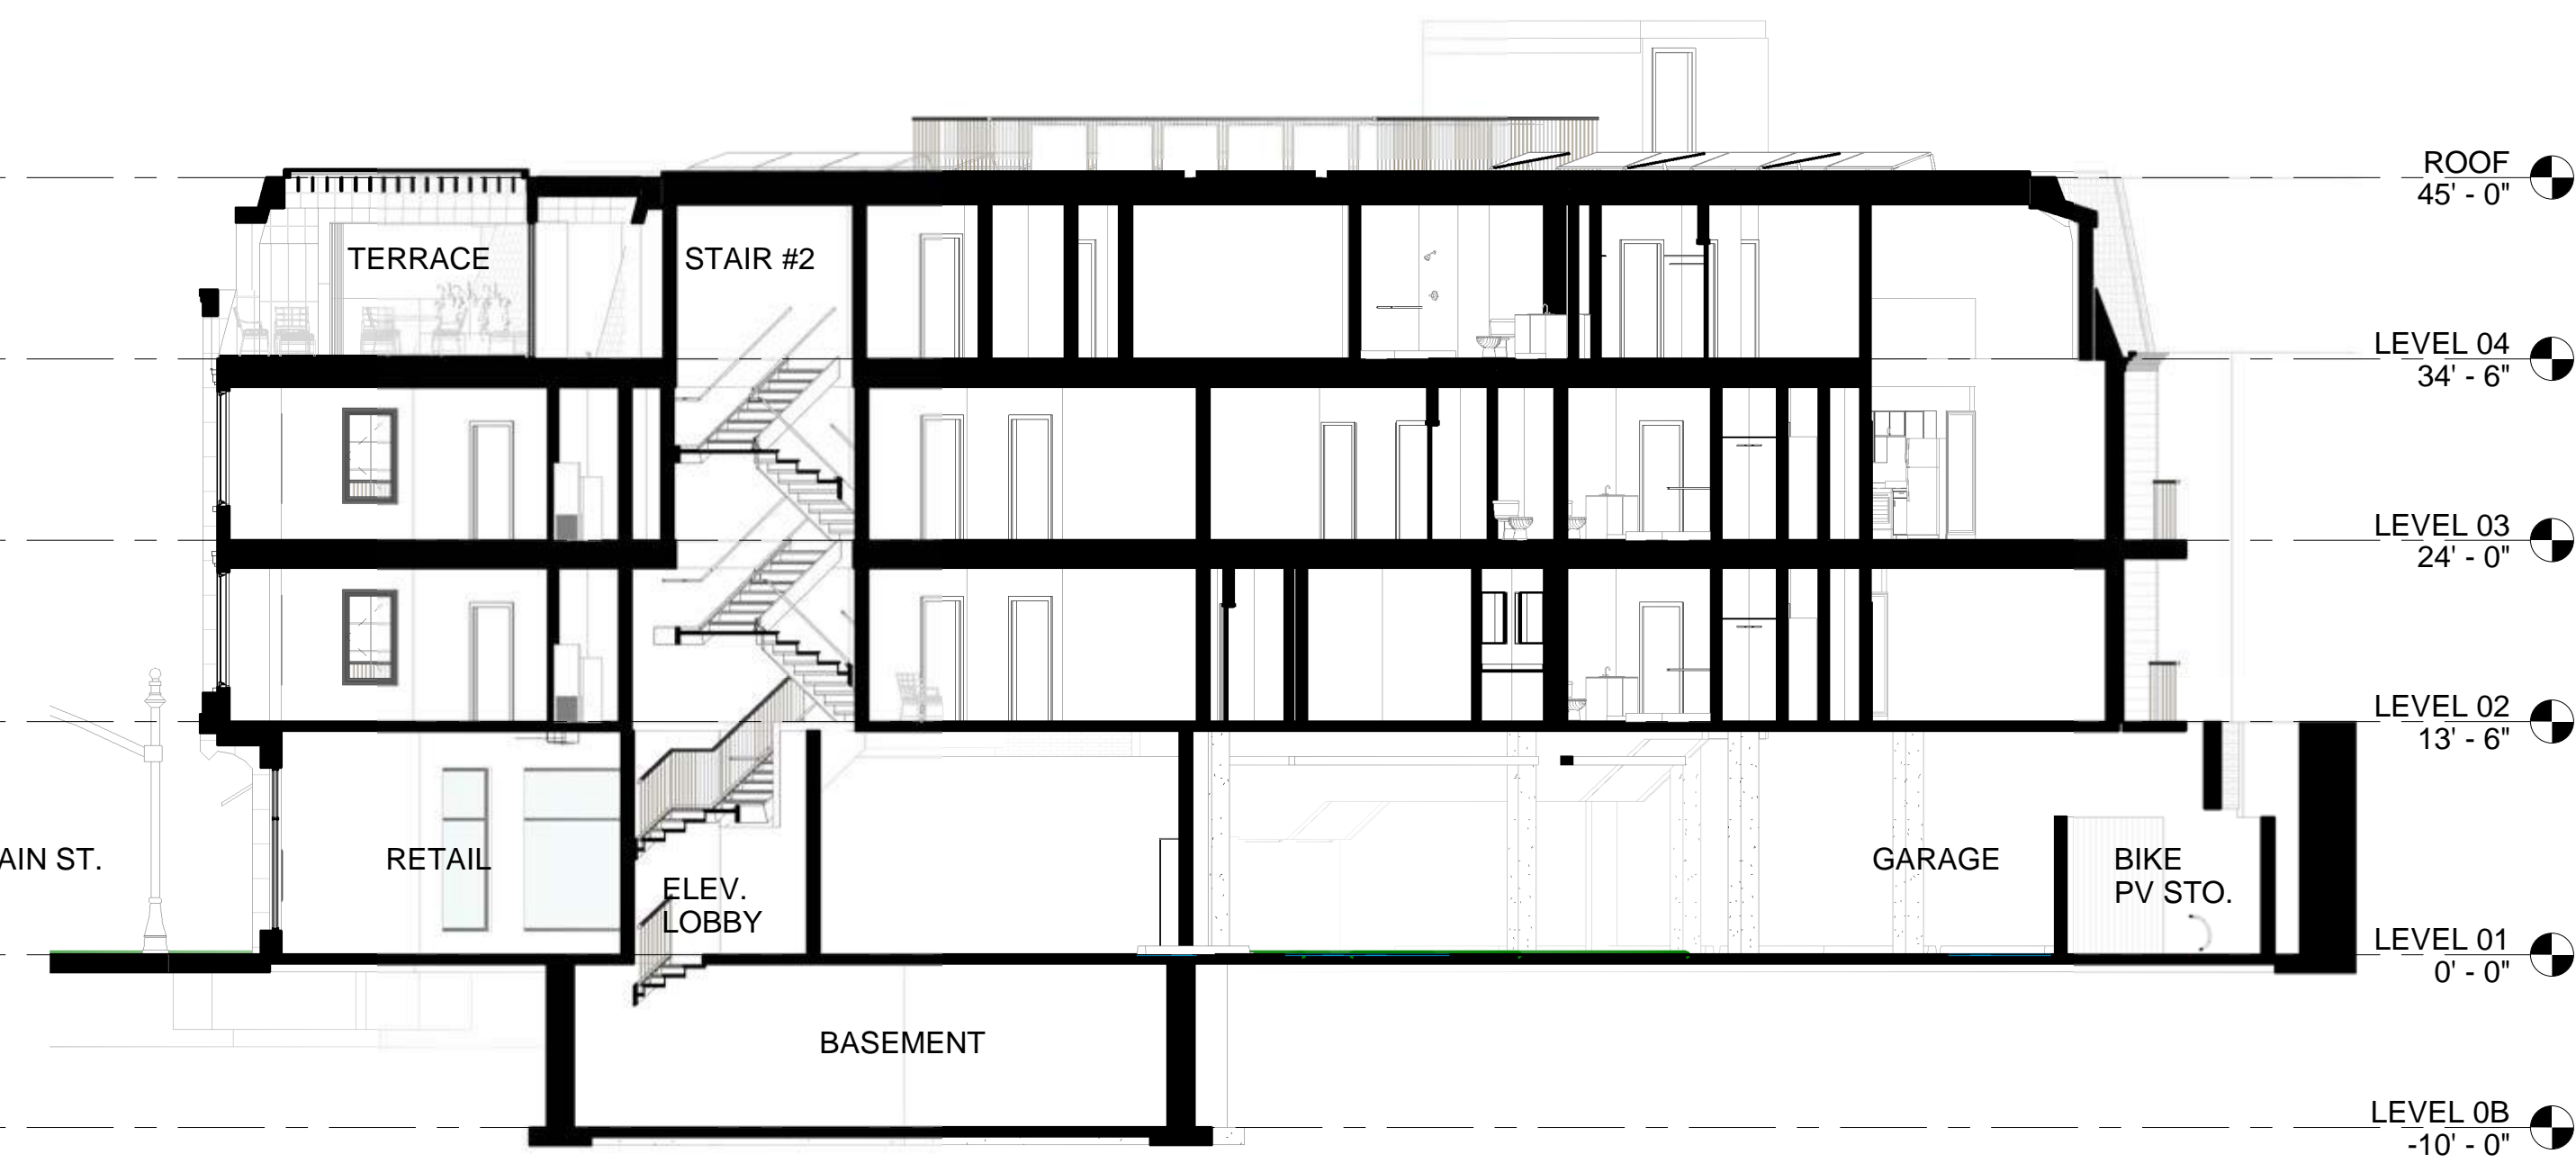 ROOF
45' - 0"
TERRACE
STAIR #2
LEVEL 04
34' - 6"
LEVEL 03
24' - 0"
LEVEL 02
13' - 6"
AIN ST.
RETAIL
ELEV.
LOBBY
GARAGE
BIKE
PV STO.
LEVEL 01
0' - 0"
BASEMENT
LEVEL 0B
-10' - 0"